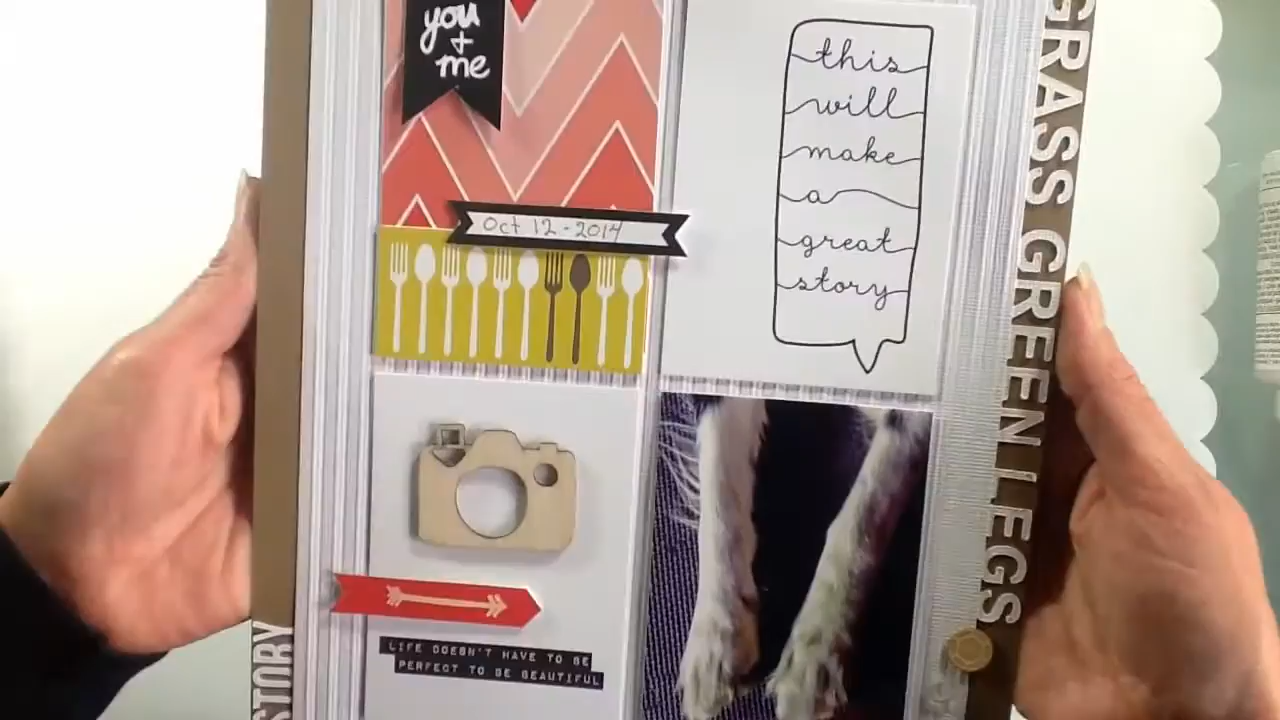 you
+
me
Oct 12-2014
this
will
make
a
great
story
GRASS GREEN LEGS
LIFE DOESN'T HAVE TO BE
PERFECT TO BE BEAUTIFUL
STORY